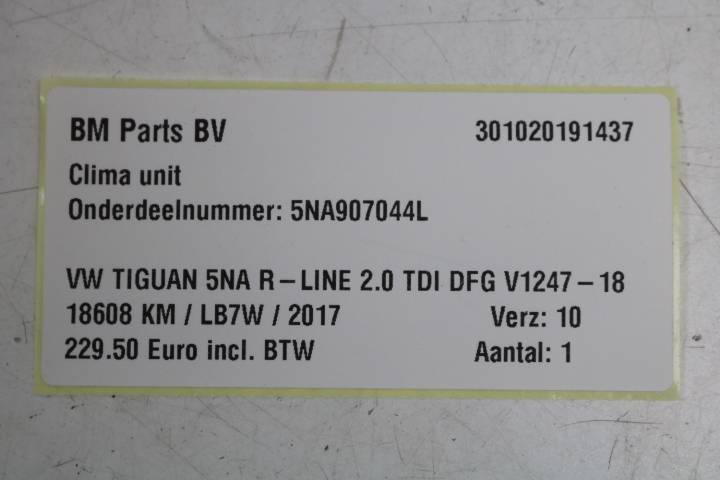 BM Parts BV 301020191437
Clima unit
Onderdeelnummer: 5NA907044L
VW TIGUAN 5NA R-LINE 2.0 TDI DFG V1247-18
18608 KM / LB7W / 2017 Verz: 10
229.50 Euro incl. BTW Aantal: 1